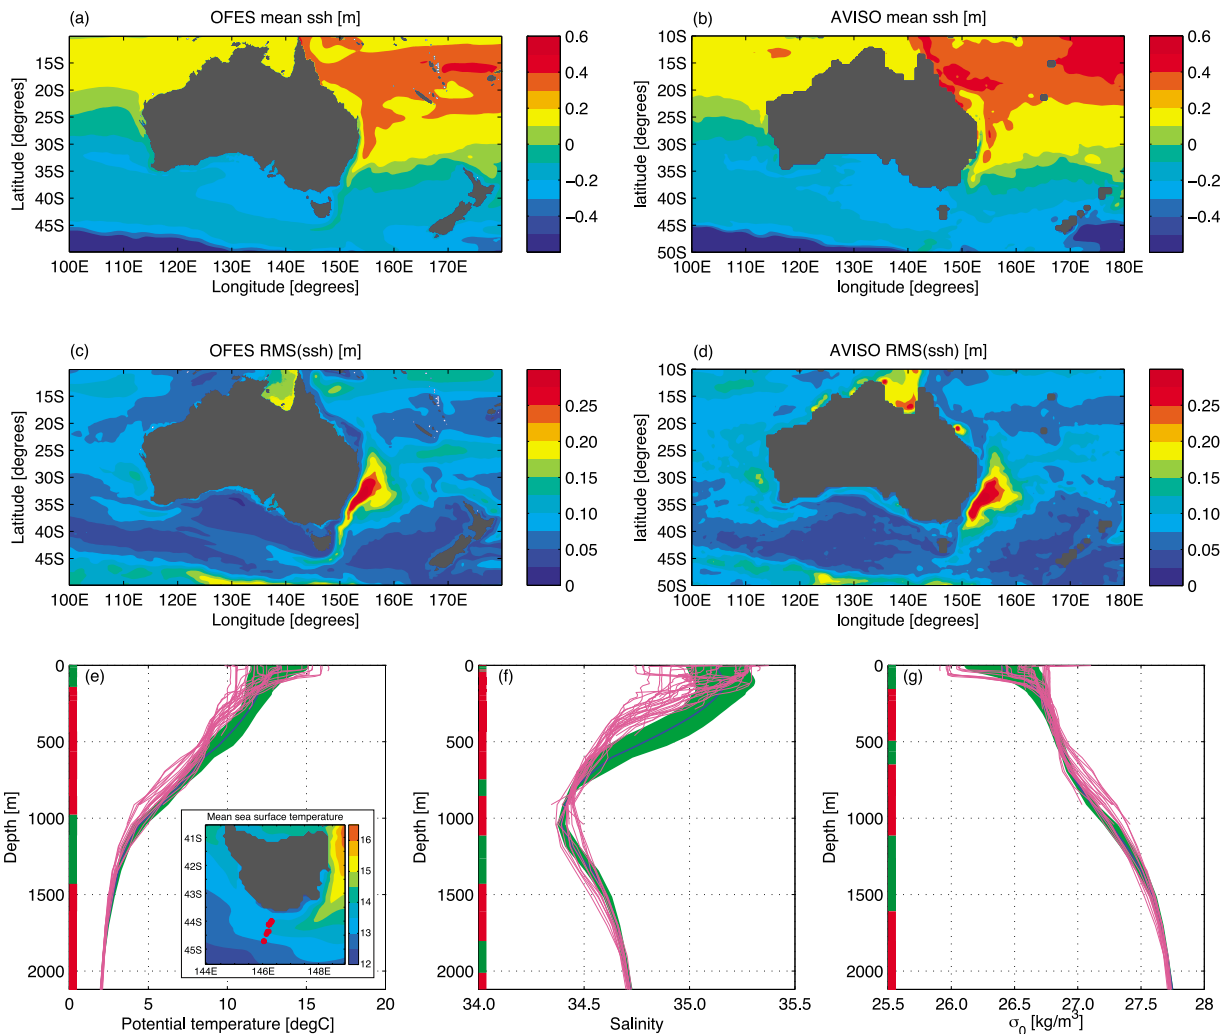 (a) OFES mean ssh [m]
10S
15S
20S
25S
30S
35S
40S
45S
50S
Latitude [degrees]
100E 110E 120E 130E 140E 150E 160E 170E
Longitude [degrees]
0.6
0.4
0.2
0
−0.2
−0.4
(b) AVISO mean ssh [m]
10S
15S
20S
25S
30S
35S
40S
45S
50S
latitude [degrees]
100E 110E 120E 130E 140E 150E 160E 170E 180E
longitude [degrees]
0.6
0.4
0.2
0
−0.2
−0.4
(c) OFES RMS(ssh) [m]
10S
15S
20S
25S
30S
35S
40S
45S
50S
Latitude [degrees]
100E 110E 120E 130E 140E 150E 160E 170E
Longitude [degrees]
0.25
0.20
0.15
0.10
0.05
0
(d) AVISO RMS(ssh) [m]
10S
15S
20S
25S
30S
35S
40S
45S
50S
latitude [degrees]
100E 110E 120E 130E 140E 150E 160E 170E 180E
longitude [degrees]
0.25
0.20
0.15
0.10
0.05
0
(e)
0
500
1000
1500
2000
Depth [m]
0 5 10 15 20
Potential temperature [degC]
Mean sea surface temperature
41S
42S
43S
44S
45S
144E 146E 148E
16
15
14
13
12
(f)
0
500
1000
1500
2000
Depth [m]
34.0 34.5 35.0 35.5
Salinity
(g)
0
500
1000
1500
2000
Depth [m]
25.5 26 26.5 27.0 27.5 28
σ0 [kg/m³]